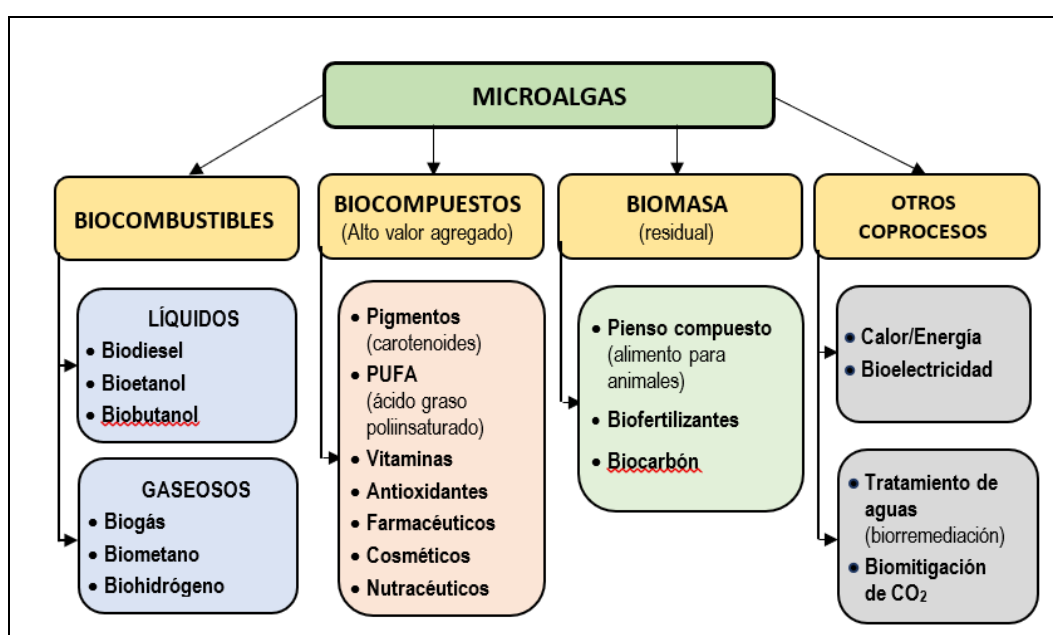 MICROALGAS
BIOCOMBUSTIBLES
LÍQUIDOS
• Biodiesel
• Bioetanol
• Biobutanol
GASEOSOS
• Biogás
• Biometano
• Biohidrógeno
BIOCOMPUESTOS
(Alto valor agregado)
• Pigmentos
(carotenoides)
• PUFA
(ácido graso
poliinsaturado)
• Vitaminas
• Antioxidantes
• Farmacéuticos
• Cosméticos
• Nutracéuticos
BIOMASA
(residual)
• Pienso compuesto
(alimento para
animales)
• Biofertilizantes
• Biocarbón
OTROS
COPROCESOS
• Calor/Energía
• Bioelectricidad
• Tratamiento de
aguas
(biorremediación)
• Biomitigación
de CO₂